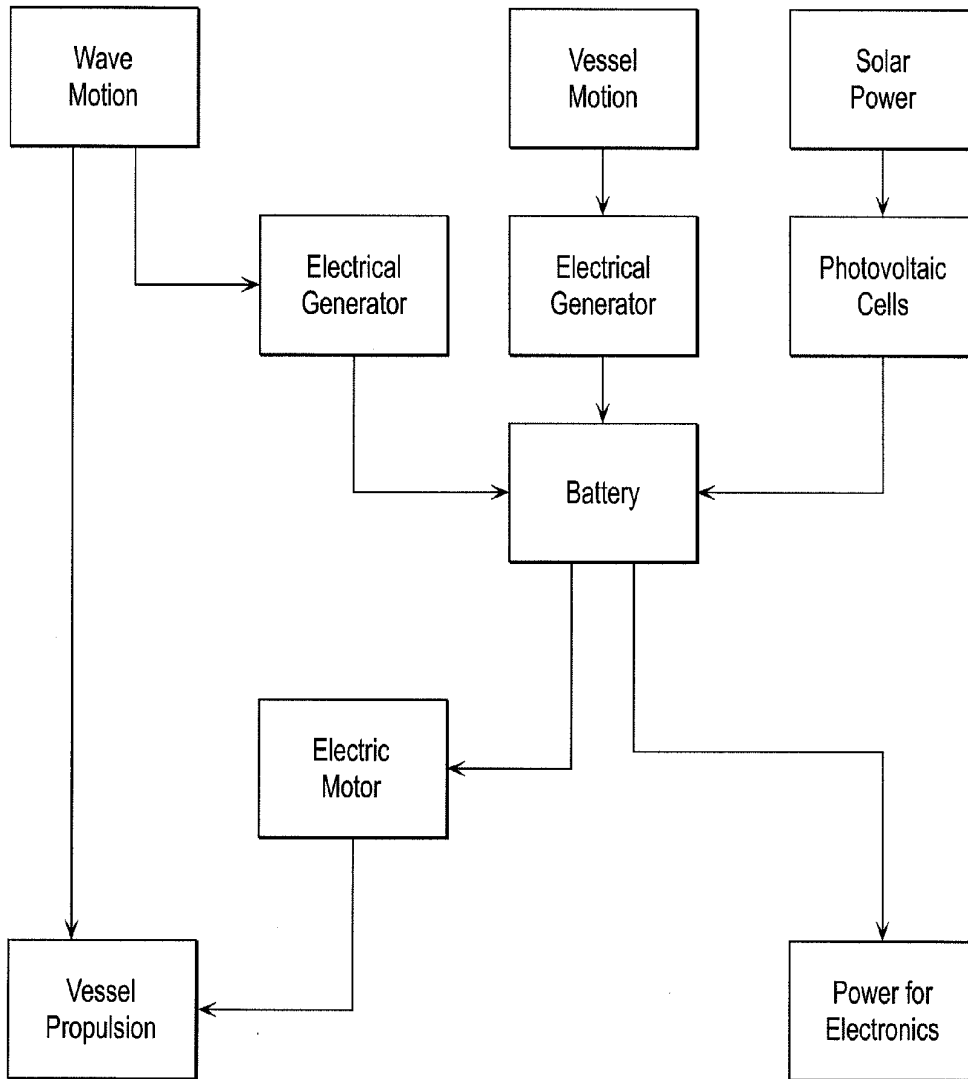 Wave
Motion
Vessel
Motion
Solar
Power
Electrical
Generator
Electrical
Generator
Photovoltaic
Cells
Battery
Electric
Motor
Vessel
Propulsion
Power for
Electronics